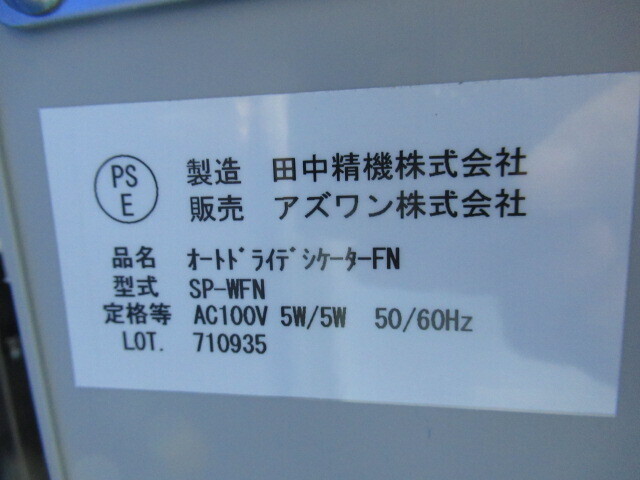 PS
E
製造 田中精機株式会社
販売 アズワン株式会社
品名 ｵｰﾄﾄﾞﾗｲﾃﾞｼｹｰﾀｰFN
型式 SP-WFN
定格等 AC100V 5W/5W 50/60Hz
LOT. 710935